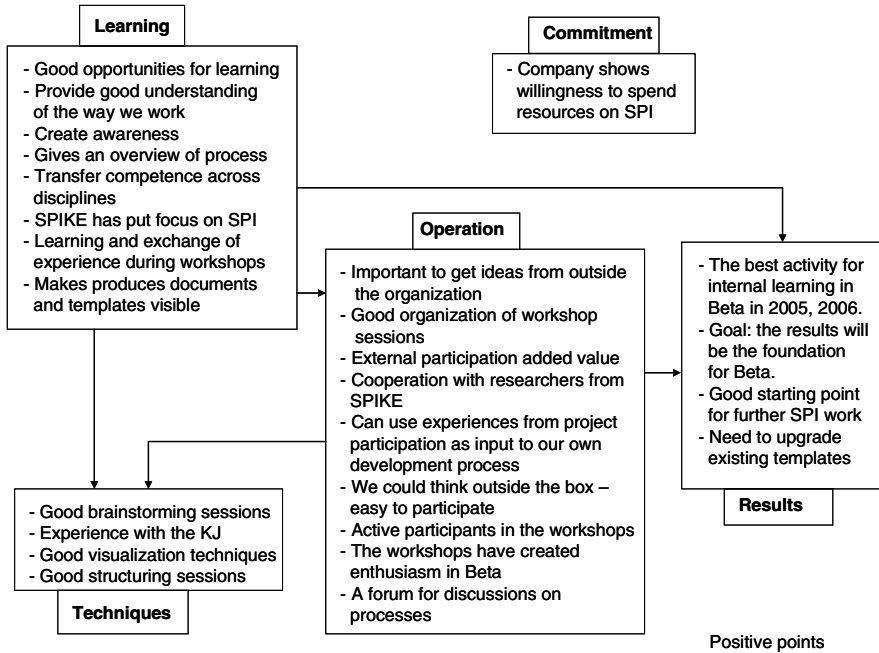 Learning
- Good opportunities for learning
- Provide good understanding
of the way we work
- Create awareness
- Gives an overview of process
- Transfer competence across
disciplines
- SPIKE has put focus on SPI
- Learning and exchange of
experience during workshops
- Makes produces documents
and templates visible
Commitment
- Company shows
willingness to spend
resources on SPI
Operation
- Important to get ideas from outside
the organization
- Good organization of workshop
sessions
- External participation added value
- Cooperation with researchers from
SPIKE
- Can use experiences from project
participation as input to our own
development process
- We could think outside the box –
easy to participate
- Active participants in the workshops
- The workshops have created
enthusiasm in Beta
- A forum for discussions on
processes
- The best activity for
internal learning in
Beta in 2005, 2006.
- Goal: the results will
be the foundation
for Beta.
- Good starting point
for further SPI work
- Need to upgrade
existing templates
Results
- Good brainstorming sessions
- Experience with the KJ
- Good visualization techniques
- Good structuring sessions
Techniques
Positive points